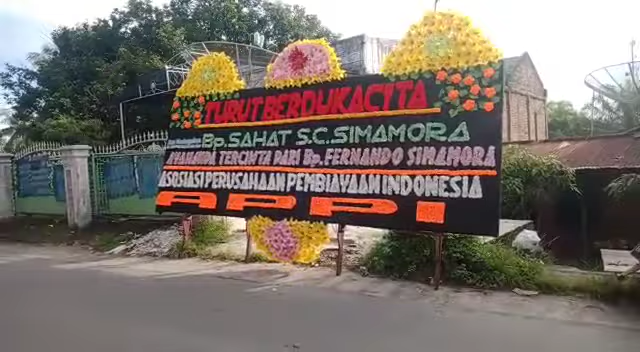 TURUT BERDUKACITA
Bp.SAHAT S.C.SIMAMORA
AYAHANDA TERCINTA DARI Bp. FERNANDO SIMAMORA
ASOSIASI PERUSAHAAN PEMBIAYAAN INDONESIA
APPI